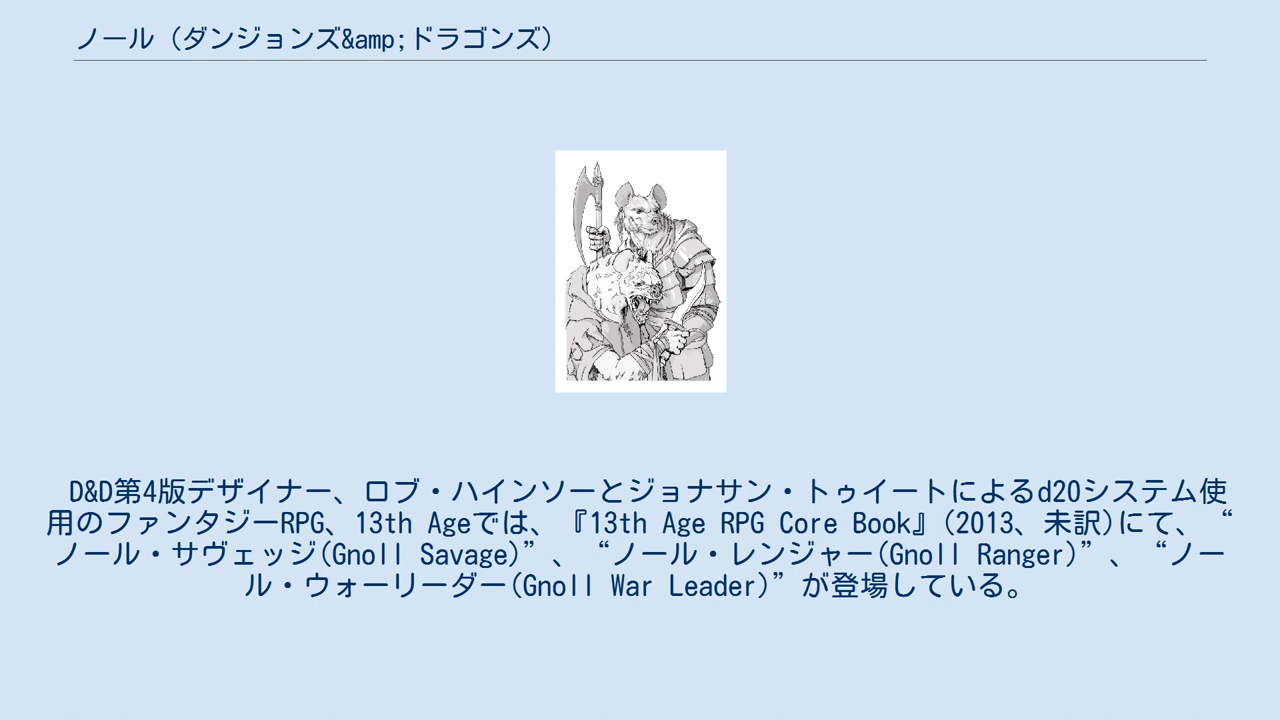 ノール（ダンジョンズ&amp;ドラゴンズ）
D&D第4版デザイナー、ロブ・ハインソーとジョナサン・トゥイートによるd20システム使
用のファンタジーRPG、13th Ageでは、『13th Age RPG Core Book』(2013、未訳)にて、“
ノール・サヴェッジ(Gnoll Savage)”、“ノール・レンジャー(Gnoll Ranger)”、“ノー
ル・ウォーリーダー(Gnoll War Leader)”が登場している。